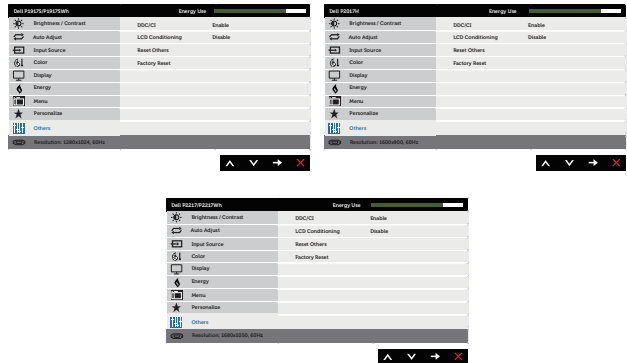 Dell P1917S/P1917SWh Energy Use
Brightness / Contrast DDC/CI Enable
Auto Adjust LCD Conditioning Disable
Input Source Reset Others
Color Factory Reset
Display
Energy
Menu
Personalize
Others
Resolution: 1280x1024, 60Hz
Dell P2017H Energy Use
Brightness / Contrast DDC/CI Enable
Auto Adjust LCD Conditioning Disable
Input Source Reset Others
Color Factory Reset
Display
Energy
Menu
Personalize
Others
Resolution: 1600x900, 60Hz
Dell P2217/P2217Wh Energy Use
Brightness / Contrast DDC/CI Enable
Auto Adjust LCD Conditioning Disable
Input Source Reset Others
Color Factory Reset
Display
Energy
Menu
Personalize
Others
Resolution: 1680x1050, 60Hz